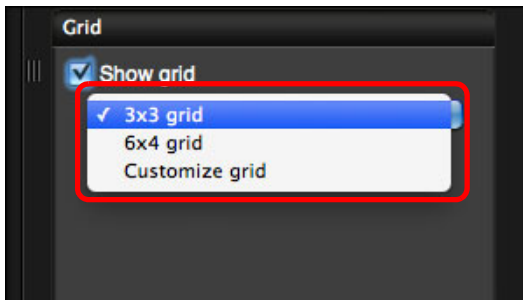 Grid
Show grid
✓ 3x3 grid
6x4 grid
Customize grid